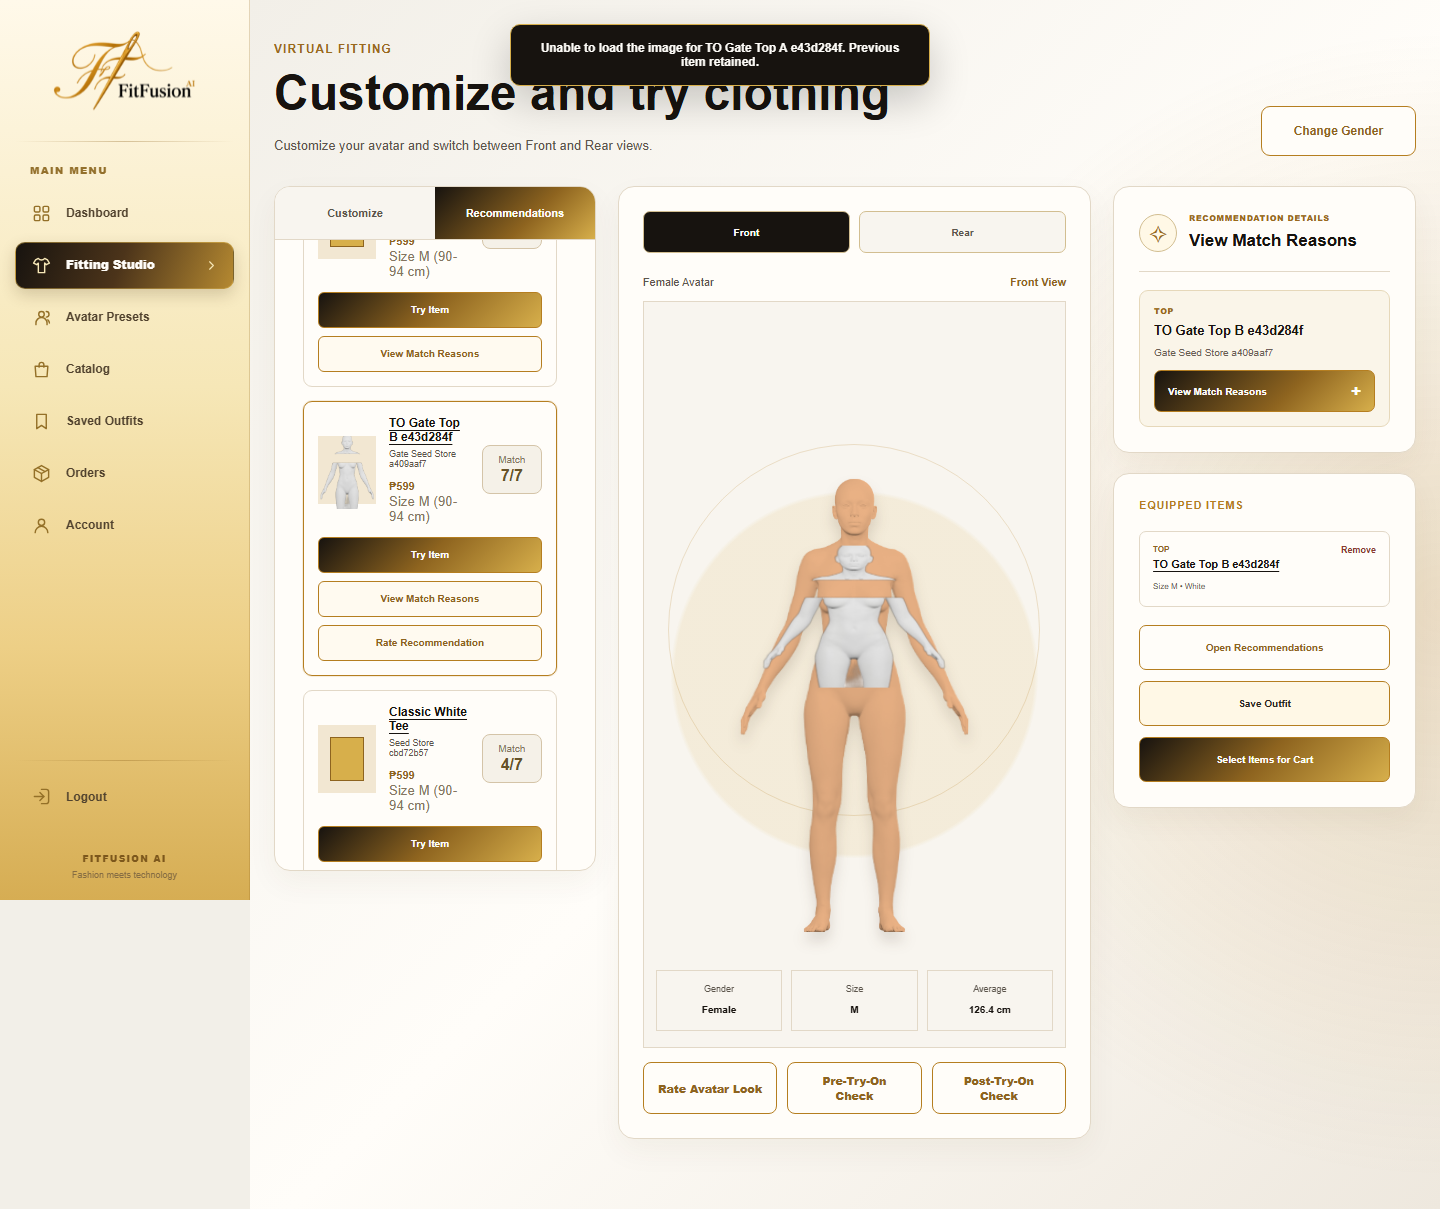 FitFusion AI
MAIN MENU
Dashboard
Fitting Studio
Avatar Presets
Catalog
Saved Outfits
Orders
Account
Logout
FITFUSION AI
Fashion meets technology
Unable to load the image for TO Gate Top A e43d284f. Previous
item retained.
VIRTUAL FITTING
Customize and try clothing
Customize your avatar and switch between Front and Rear views.
Change Gender
Customize
Recommendations
₱599
Size M (90-
94 cm)
Try Item
View Match Reasons
TO Gate Top
B e43d284f
Gate Seed Store
a409aaf7
₱599
Size M (90-
94 cm)
Match
7/7
Try Item
View Match Reasons
Rate Recommendation
Classic White
Tee
Seed Store
cbd72b57
₱599
Size M (90-
94 cm)
Match
4/7
Try Item
Front
Rear
Female Avatar
Front View
Gender
Female
Size
M
Average
126.4 cm
Rate Avatar Look
Pre-Try-On
Check
Post-Try-On
Check
RECOMMENDATION DETAILS
View Match Reasons
TOP
TO Gate Top B e43d284f
Gate Seed Store a409aaf7
View Match Reasons +
EQUIPPED ITEMS
TOP
Remove
TO Gate Top B e43d284f
Size M • White
Open Recommendations
Save Outfit
Select Items for Cart